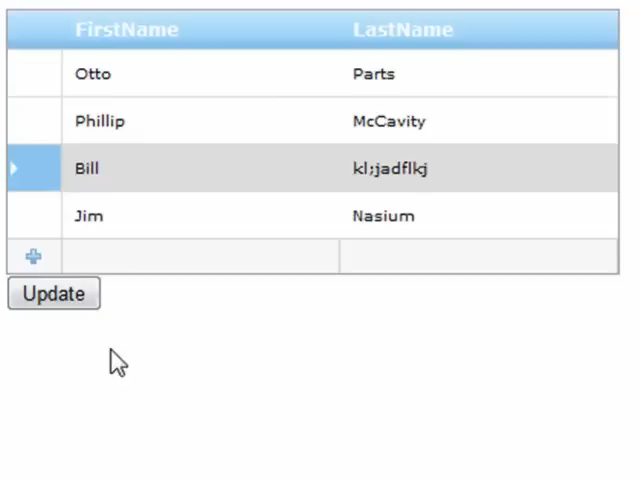 FirstName LastName
Otto Parts
Phillip McCavity
Bill kl;jadflkj
Jim Nasium
Update